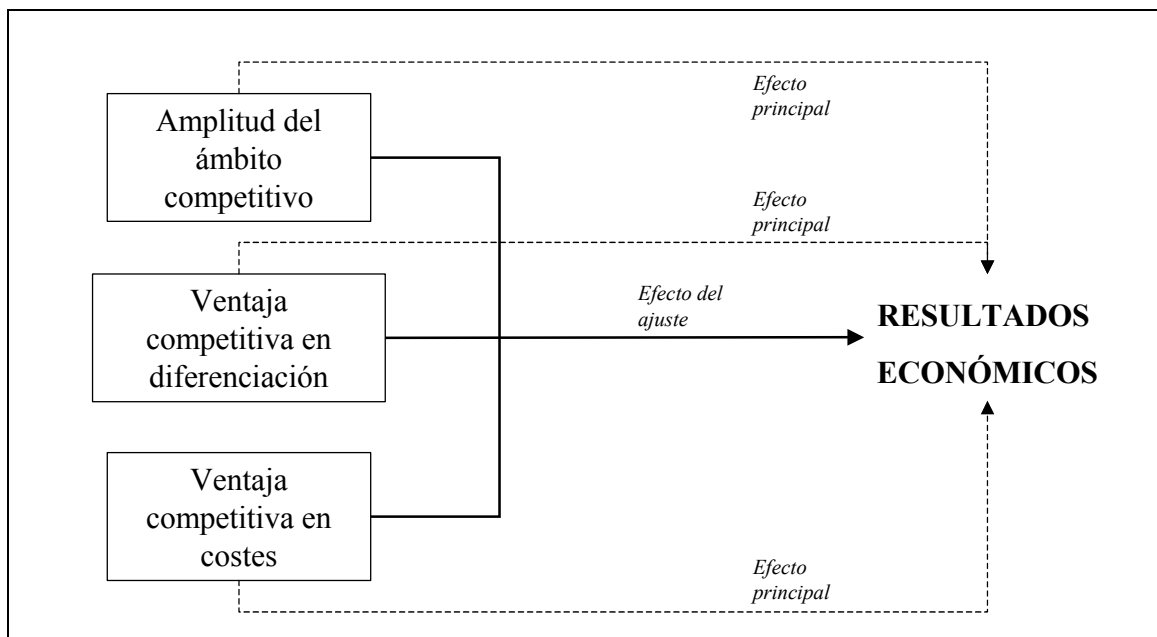 Efecto
principal
Amplitud del
ámbito
competitivo
Efecto
principal
Ventaja
competitiva en
diferenciación
Efecto del
ajuste
RESULTADOS
ECONÓMICOS
Ventaja
competitiva en
costes
Efecto
principal